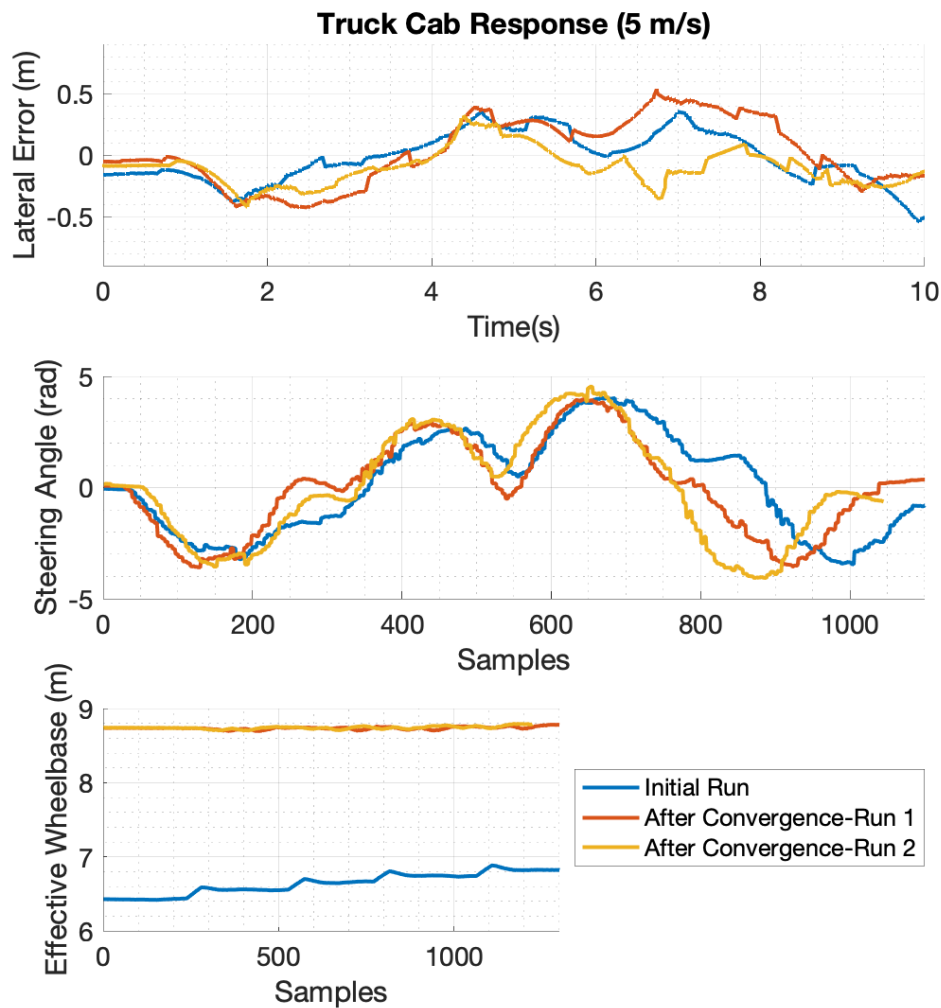 Truck Cab Response (5 m/s)
Lateral Error (m)
0.5
0
-0.5
0 2 4 6 8 10
Time(s)
Steering Angle (rad)
5
0
-5
0 200 400 600 800 1000
Samples
Effective Wheelbase (m)
9
8
7
6
0 500 1000
Samples
Initial Run
After Convergence-Run 1
After Convergence-Run 2